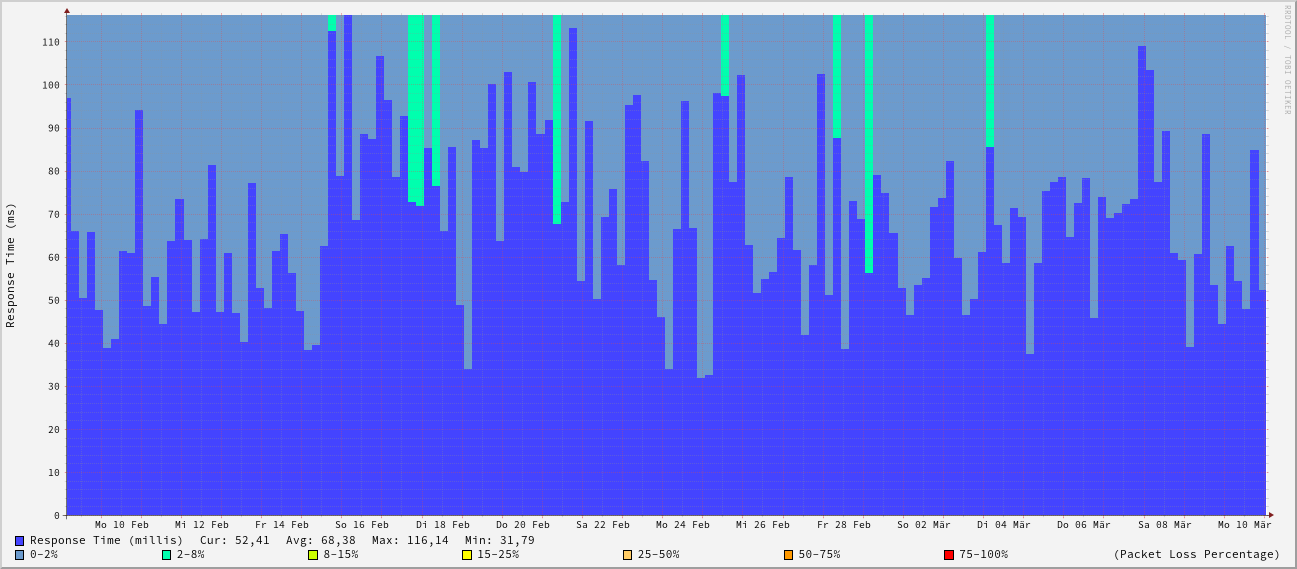 RRDTOOL / TOBI OETIKER
Response Time (ms)
110
100
90
80
70
60
50
40
30
20
10
0
Mo 10 Feb Mi 12 Feb Fr 14 Feb So 16 Feb Di 18 Feb Do 20 Feb Sa 22 Feb Mo 24 Feb Mi 26 Feb Fr 28 Feb So 02 Mär Di 04 Mär Do 06 Mär Sa 08 Mär Mo 10 Mär
Response Time (millis) Cur: 52,41 Avg: 68,38 Max: 116,14 Min: 31,79
0-2% 2-8% 8-15% 15-25% 25-50% 50-75% 75-100% (Packet Loss Percentage)